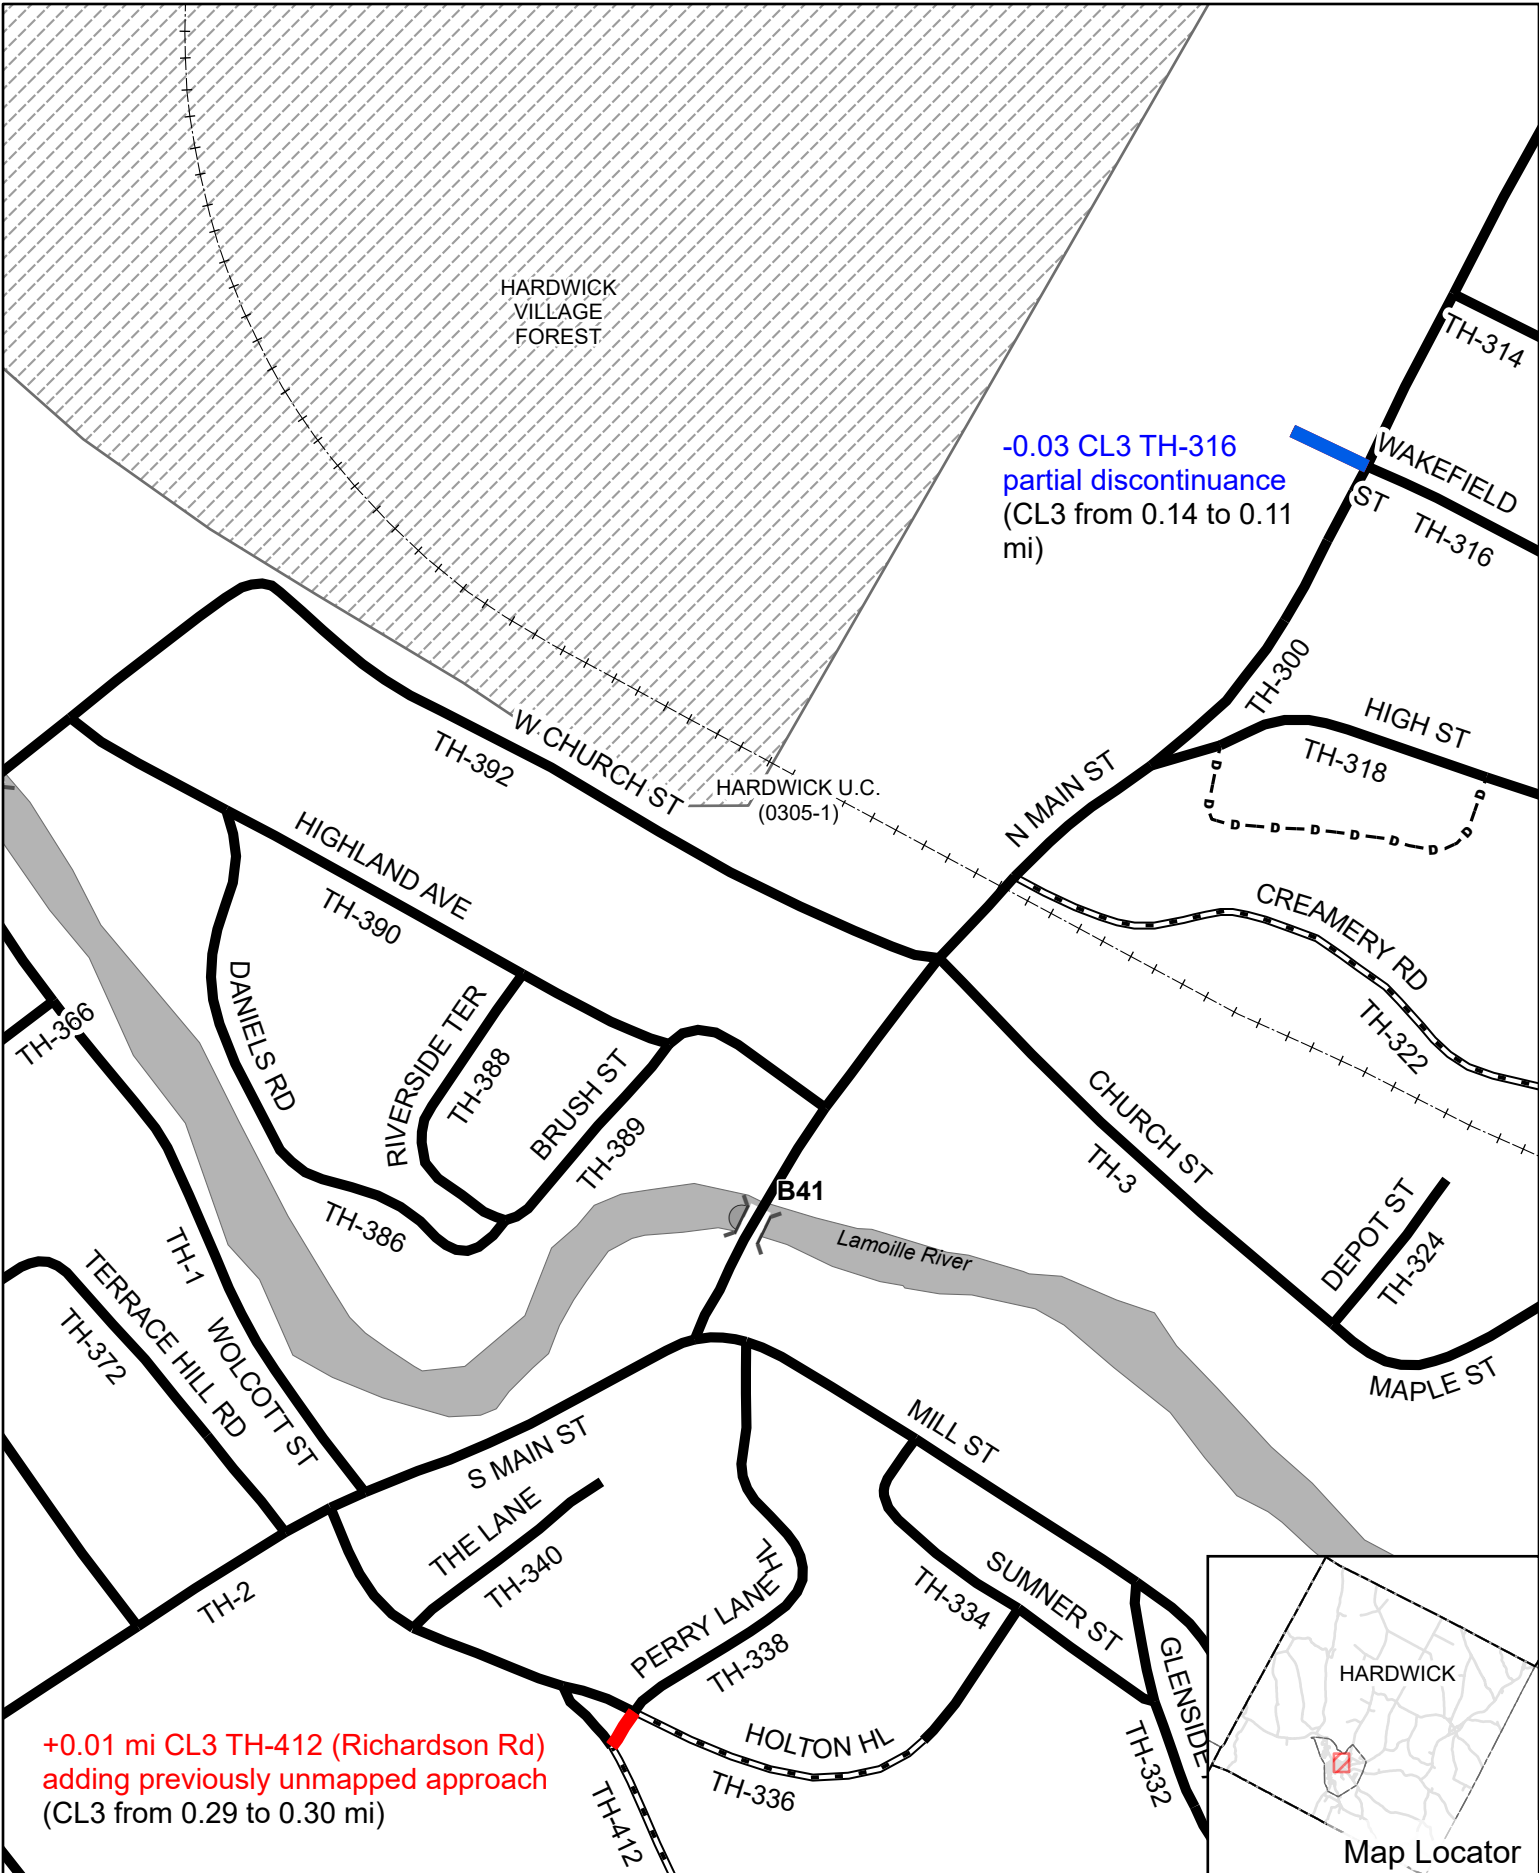 HARDWICK
VILLAGE
FOREST
TH-314
-0.03 CL3 TH-316
partial discontinuance
(CL3 from 0.14 to 0.11
mi)
WAKEFIELD
ST
TH-316
TH-300
HIGH ST
TH-318
D
D
D
D
D
D
D
D
D
D
W CHURCH ST
TH-392
HARDWICK U.C.
(0305-1)
N MAIN ST
HIGHLAND AVE
TH-390
CREAMERY RD
TH-322
DANIELS RD
TH-366
RIVERSIDE TER
TH-388
BRUSH ST
TH-389
CHURCH ST
TH-3
B41
Lamoille River
DEPOT ST
TH-324
TH-386
TH-1
TERRACE HILL RD
TH-372
WOLCOTT ST
MAPLE ST
S MAIN ST
MILL ST
THE LANE
TH-340
HL
PERRY LANE
TH-338
TH-334
SUMNER ST
TH-2
GLENSIDE
TH-332
HOLTON HL
TH-336
TH-412
+0.01 mi CL3 TH-412 (Richardson Rd)
adding previously unmapped approach
(CL3 from 0.29 to 0.30 mi)
HARDWICK
Map Locator